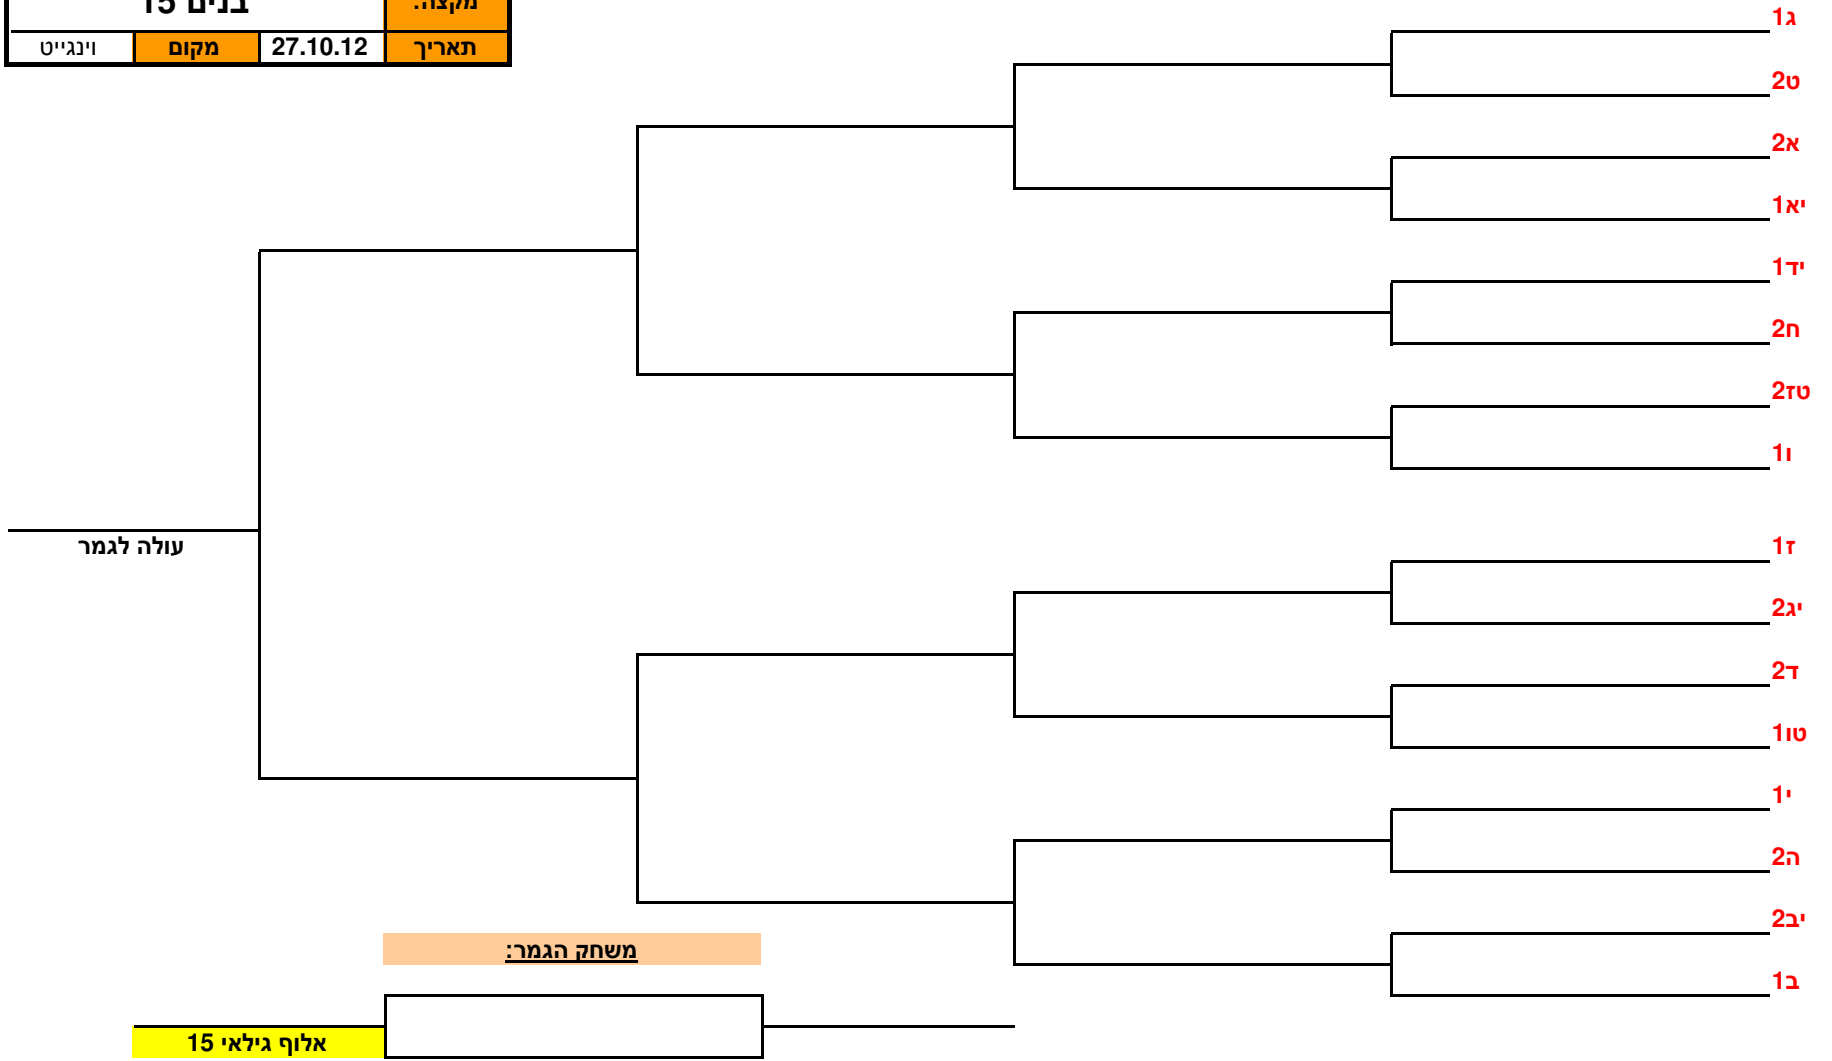 מקצה: בנים 15
תאריך 27.10.12 מקום וינגייט
ג1
ט2
א2
יא1
יד1
ח2
טז2
ו1
עולה לגמר
ז1
יג2
ד2
טו1
י1
ה2
יב2
ב1
משחק הגמר:
אלוף גילאי 15